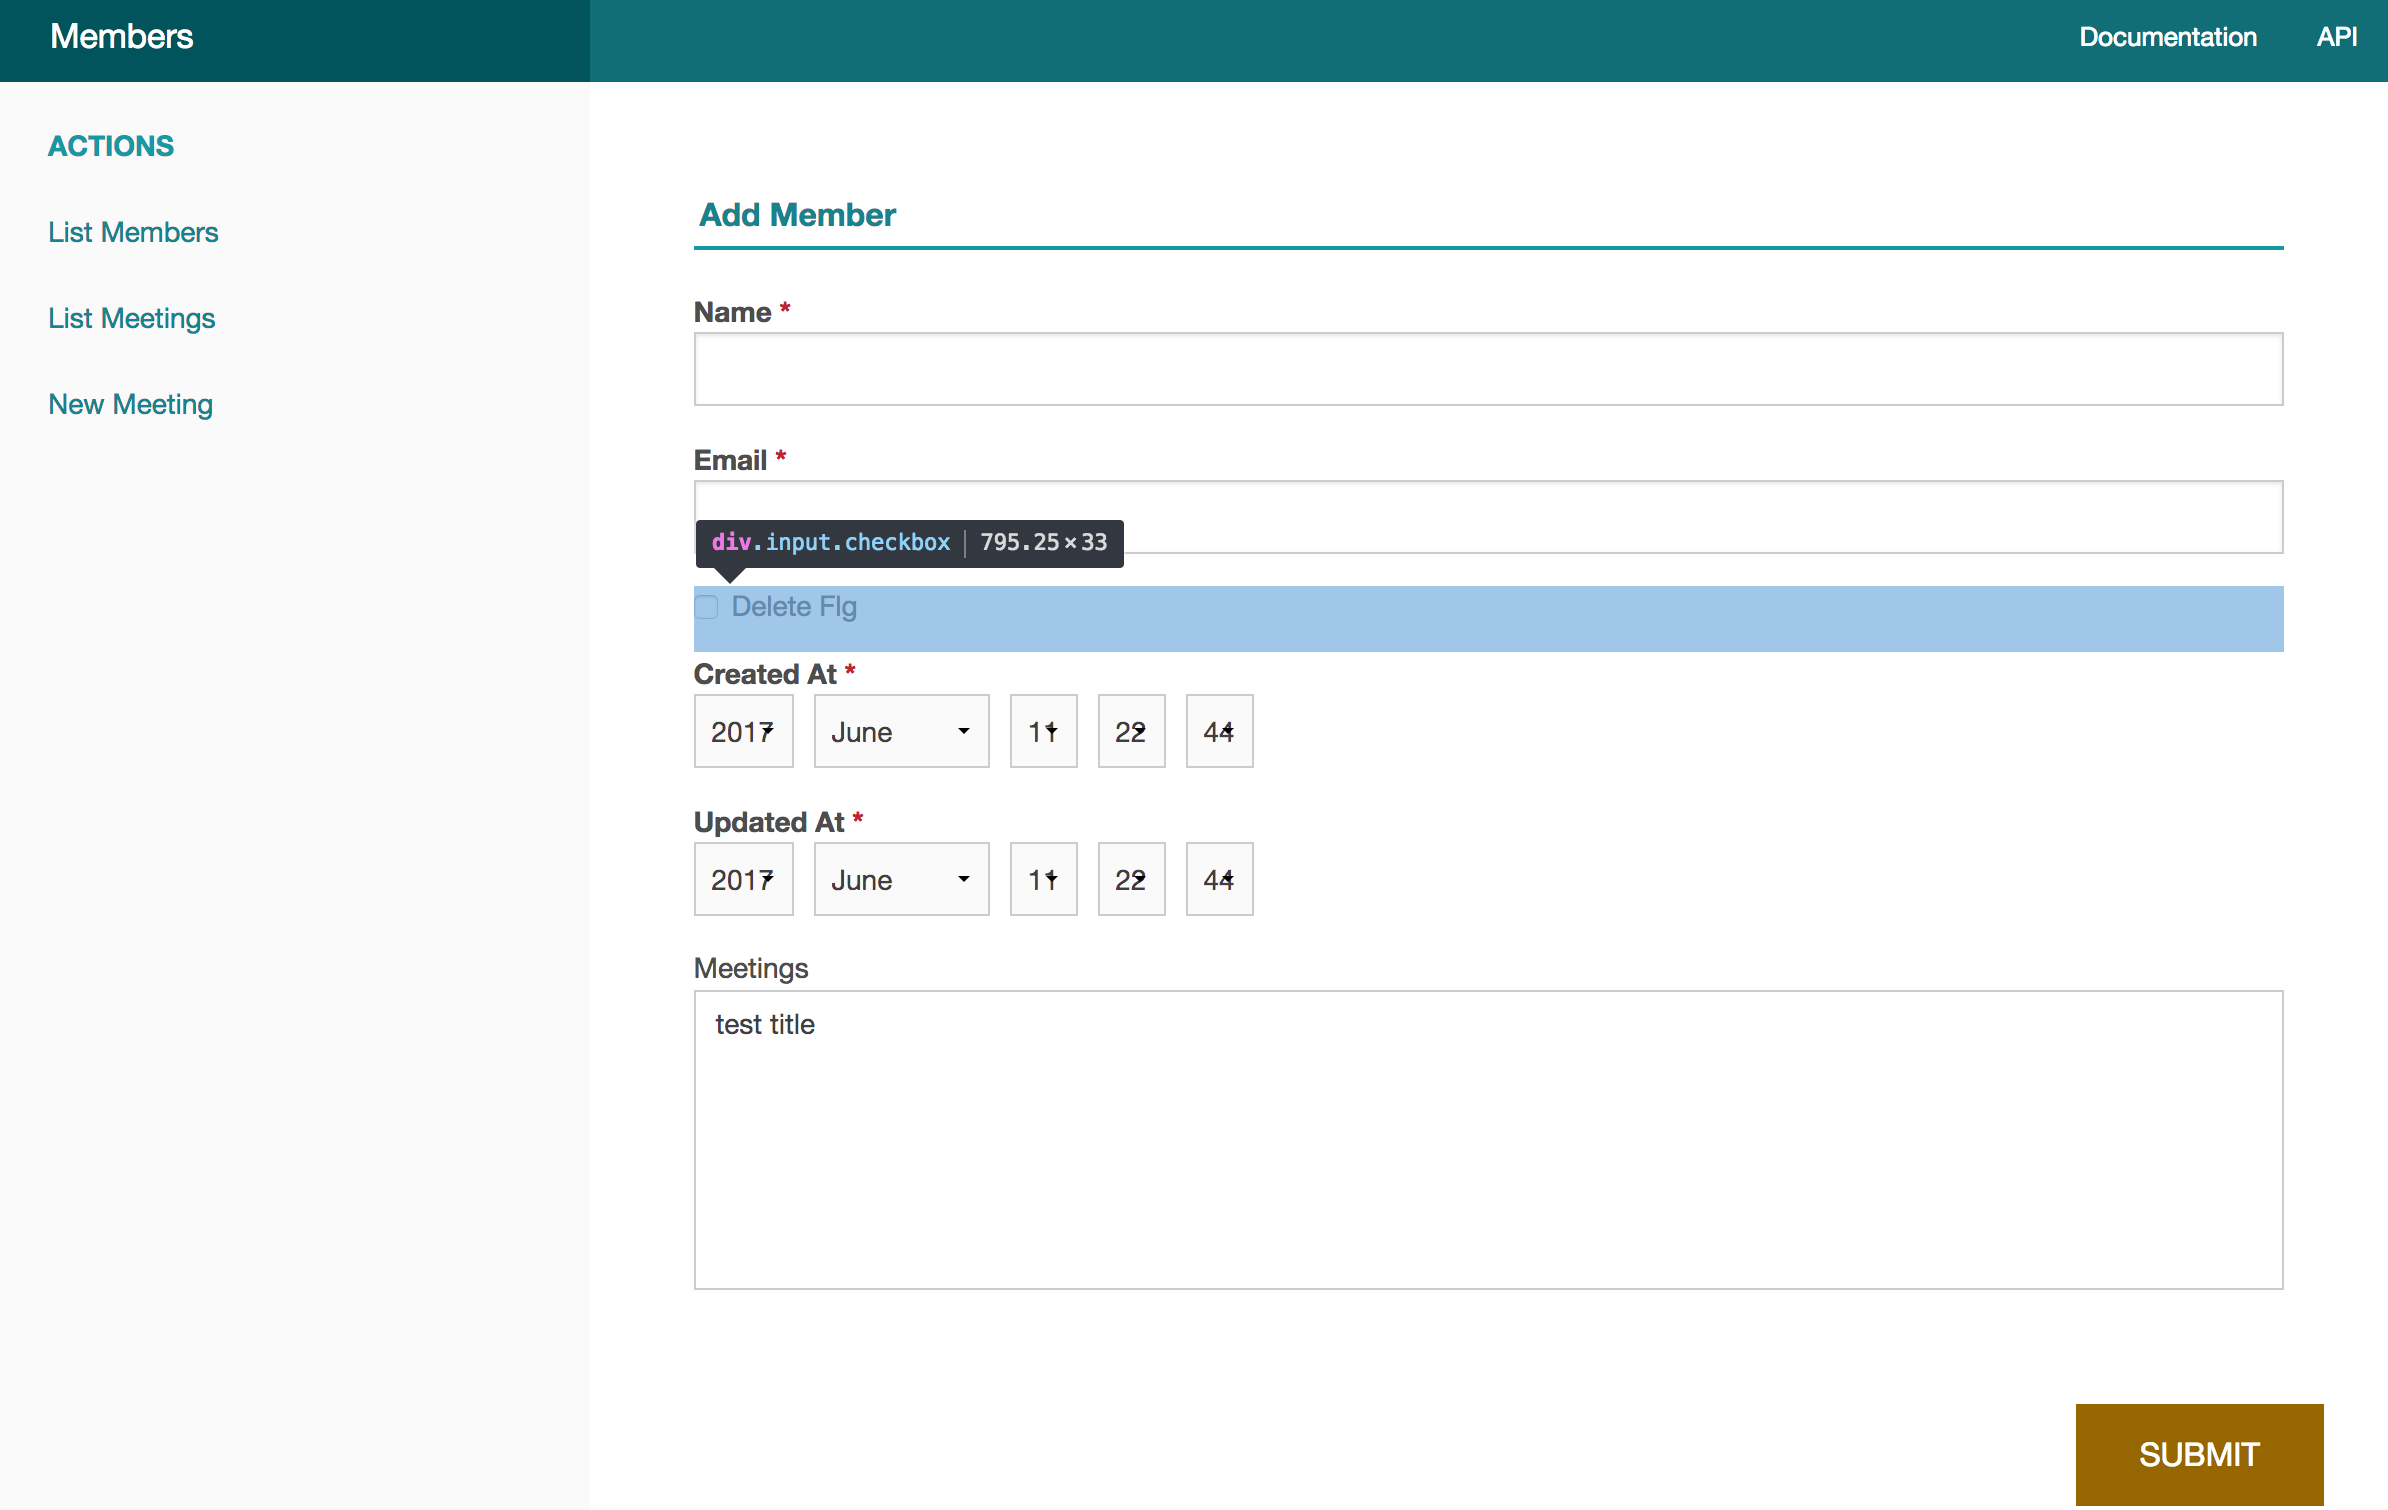 Members
Documentation API
ACTIONS
List Members
List Meetings
New Meeting
Add Member
Name *
Email *
div.input.checkbox 795.25×33
Delete Flg
Created At *
2017 June 11 22 44
Updated At *
2017 June 11 22 44
Meetings
test title
SUBMIT